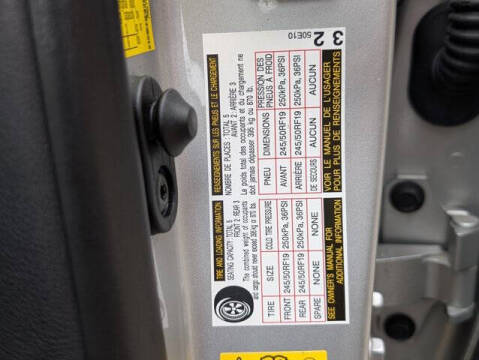 TIRE AND LOADING INFORMATION
SEATING CAPACITY: TOTAL 5
FRONT 2: REAR 3
The combined weight of occupants
and cargo should never exceed 395 kg or 870 lbs.
TIRE SIZE COLD TIRE PRESSURE
FRONT 245/50RF19 250kPa, 36PSI
REAR 245/50RF19 250kPa, 36PSI
SPARE NONE NONE
SEE OWNER'S MANUAL FOR
ADDITIONAL INFORMATION
RENSEIGNEMENTS SUR LES PNEUS ET LE CHARGEMENT
NOMBRE DE PLACES: TOTAL 5
AVANT 2: ARRIÈRE 3
Le poids total des occupants et du chargement ne
doit jamais dépasser 395 kg ou 870 lb.
PNEU DIMENSIONS PRESSION DES
PNEUS À FROID
AVANT 245/50RF19 250kPa, 36PSI
ARRIÈRE 245/50RF19 250kPa, 36PSI
DE SECOURS AUCUN AUCUN
VOIR LE MANUEL DE L'USAGER
POUR PLUS DE RENSEIGNEMENTS
50E10
3 2